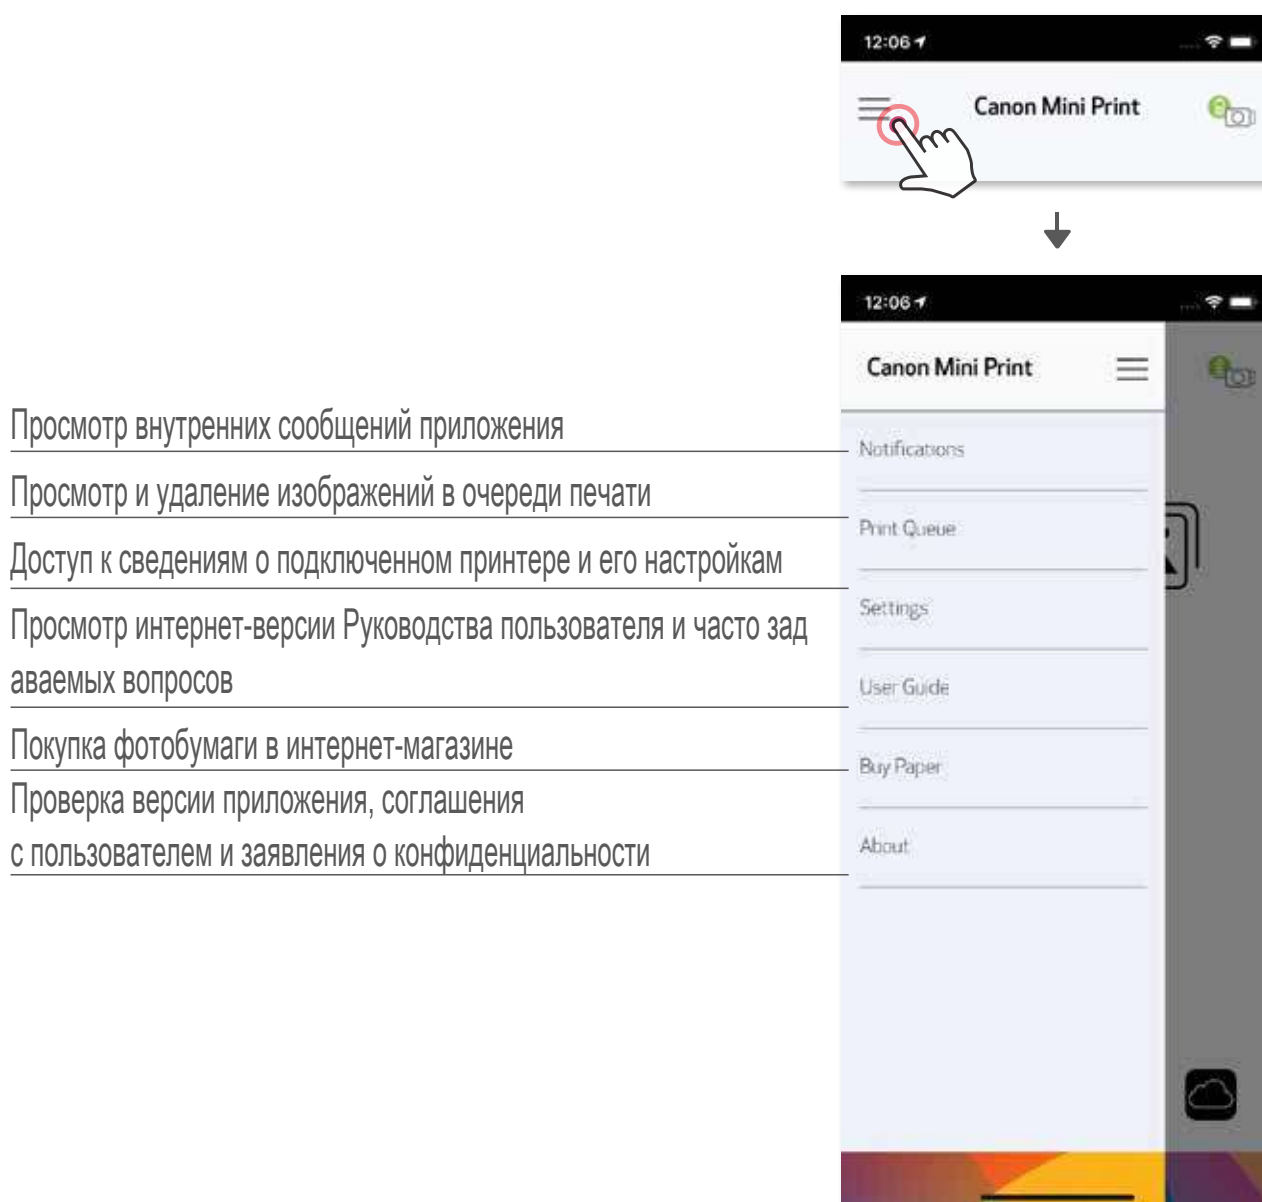 12:06
Canon Mini Print
12:06
Canon Mini Print
Просмотр внутренних сообщений приложения
Notifications
Просмотр и удаление изображений в очереди печати
Print Queue
Доступ к сведениям о подключенном принтере и его настройкам
Settings
Просмотр интернет-версии Руководства пользователя и часто зад
аваемых вопросов
User Guide
Покупка фотобумаги в интернет-магазине
Buy Paper
Проверка версии приложения, соглашения
с пользователем и заявления о конфиденциальности
About